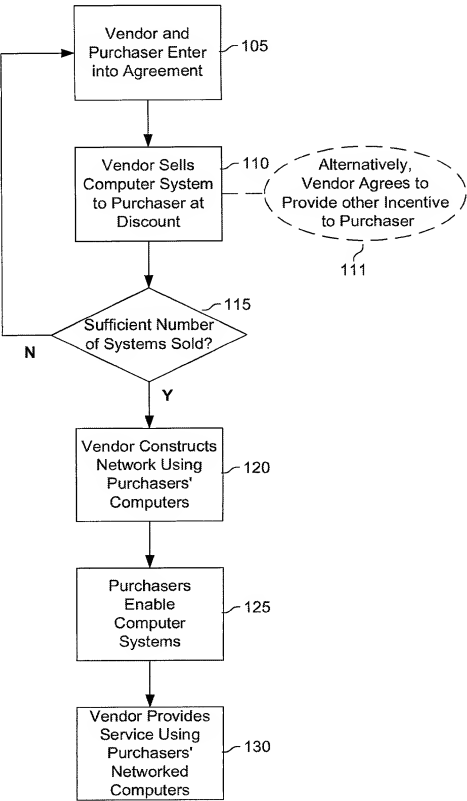 Vendor and
Purchaser Enter
into Agreement
105
Vendor Sells
Computer System
to Purchaser at
Discount
110
Alternatively,
Vendor Agrees to
Provide other Incentive
to Purchaser
111
115
Sufficient Number
of Systems Sold?
N
Y
Vendor Constructs
Network Using
Purchasers'
Computers
120
Purchasers
Enable
Computer
Systems
125
Vendor Provides
Service Using
Purchasers'
Networked
Computers
130